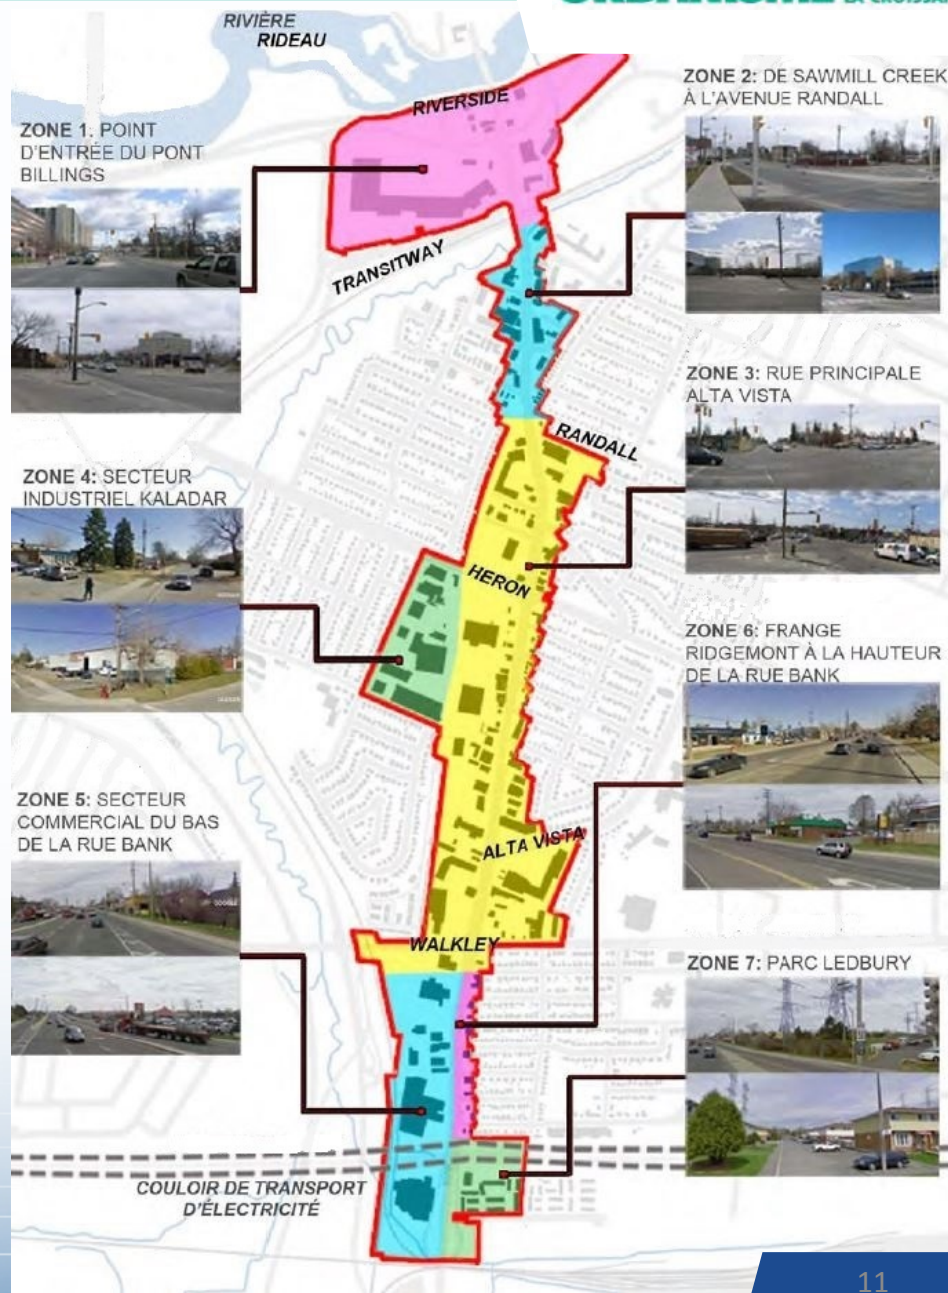 RIVIÈRE
RIDEAU
ZONE 1. POINT
D'ENTRÉE DU PONT
BILLINGS
RIVERSIDE
TRANSITWAY
ZONE 2: DE SAWMILL CREEK
À L'AVENUE RANDALL
ZONE 3: RUE PRINCIPALE
ALTA VISTA
RANDALL
ZONE 4: SECTEUR
INDUSTRIEL KALADAR
HERON
ZONE 6: FRANGE
RIDGEMONT À LA HAUTEUR
DE LA RUE BANK
ZONE 5: SECTEUR
COMMERCIAL DU BAS
DE LA RUE BANK
ALTA VISTA
WALKLEY
ZONE 7: PARC LEDBURY
COULOIR DE TRANSPORT
D'ÉLECTRICITÉ
11